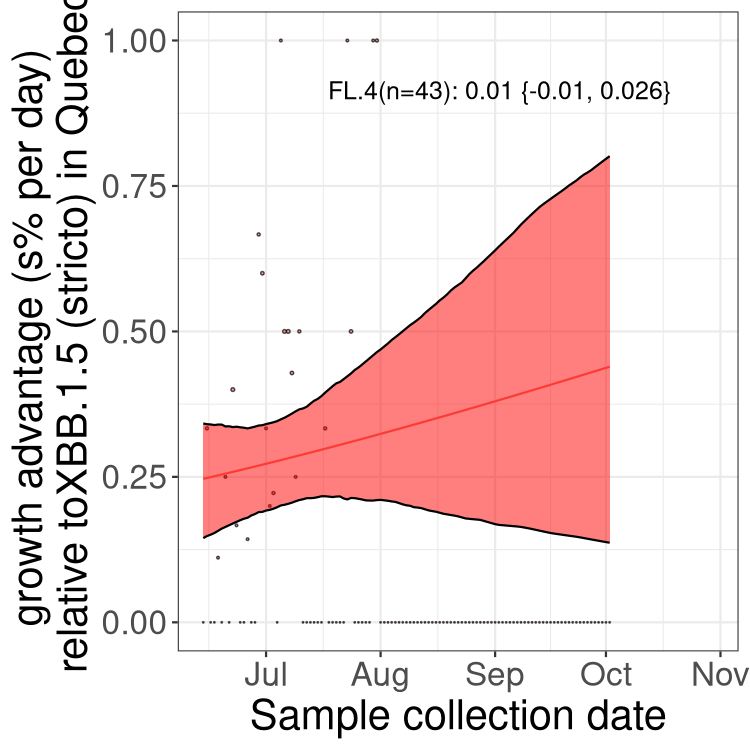 growth advantage (s% per day)
relative toXBB.1.5 (stricto) in Quebec
1.00
0.75
0.50
0.25
0.00
FL.4(n=43): 0.01 {-0.01, 0.026}
Jul
Aug
Sep
Oct
Nov
Sample collection date